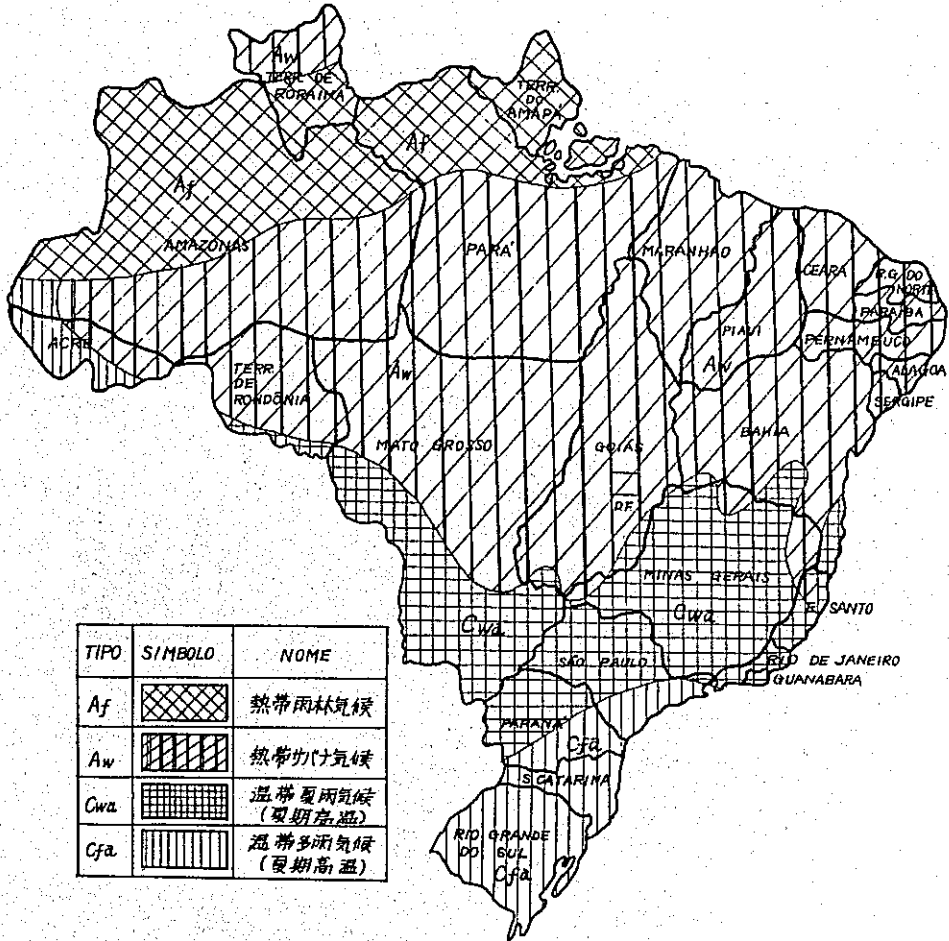 Aw
TERR. DE
RORAIMA
TERR.
DO
AMAPÁ
Af
Af
AMAZONAS
PARÁ
MARANHAO
CEARÁ
R.G. DO
NORTE
PARAIBA
PERNAMBUCO
ALAGOA
SERGIPE
PIAUI
Aw
ACRE
TERR.
DE
RONDÔNIA
Aw
MATO GROSSO
GOIÁS
BAHIA
DF.
MINAS GERAIS
Cwa
E. SANTO
Cwa
SÃO PAULO
RIO DE JANEIRO
GUANABARA
PARANÁ
Cfa
S. CATARINA
RIO GRANDE
DO SUL
Cfa
TIPO SIMBOLO NOME
Af 熱帯雨林気候
Aw 熱帯サバナ気候
Cwa 温帯夏雨気候
(夏期高温)
Cfa 温帯多雨気候
(夏期高温)